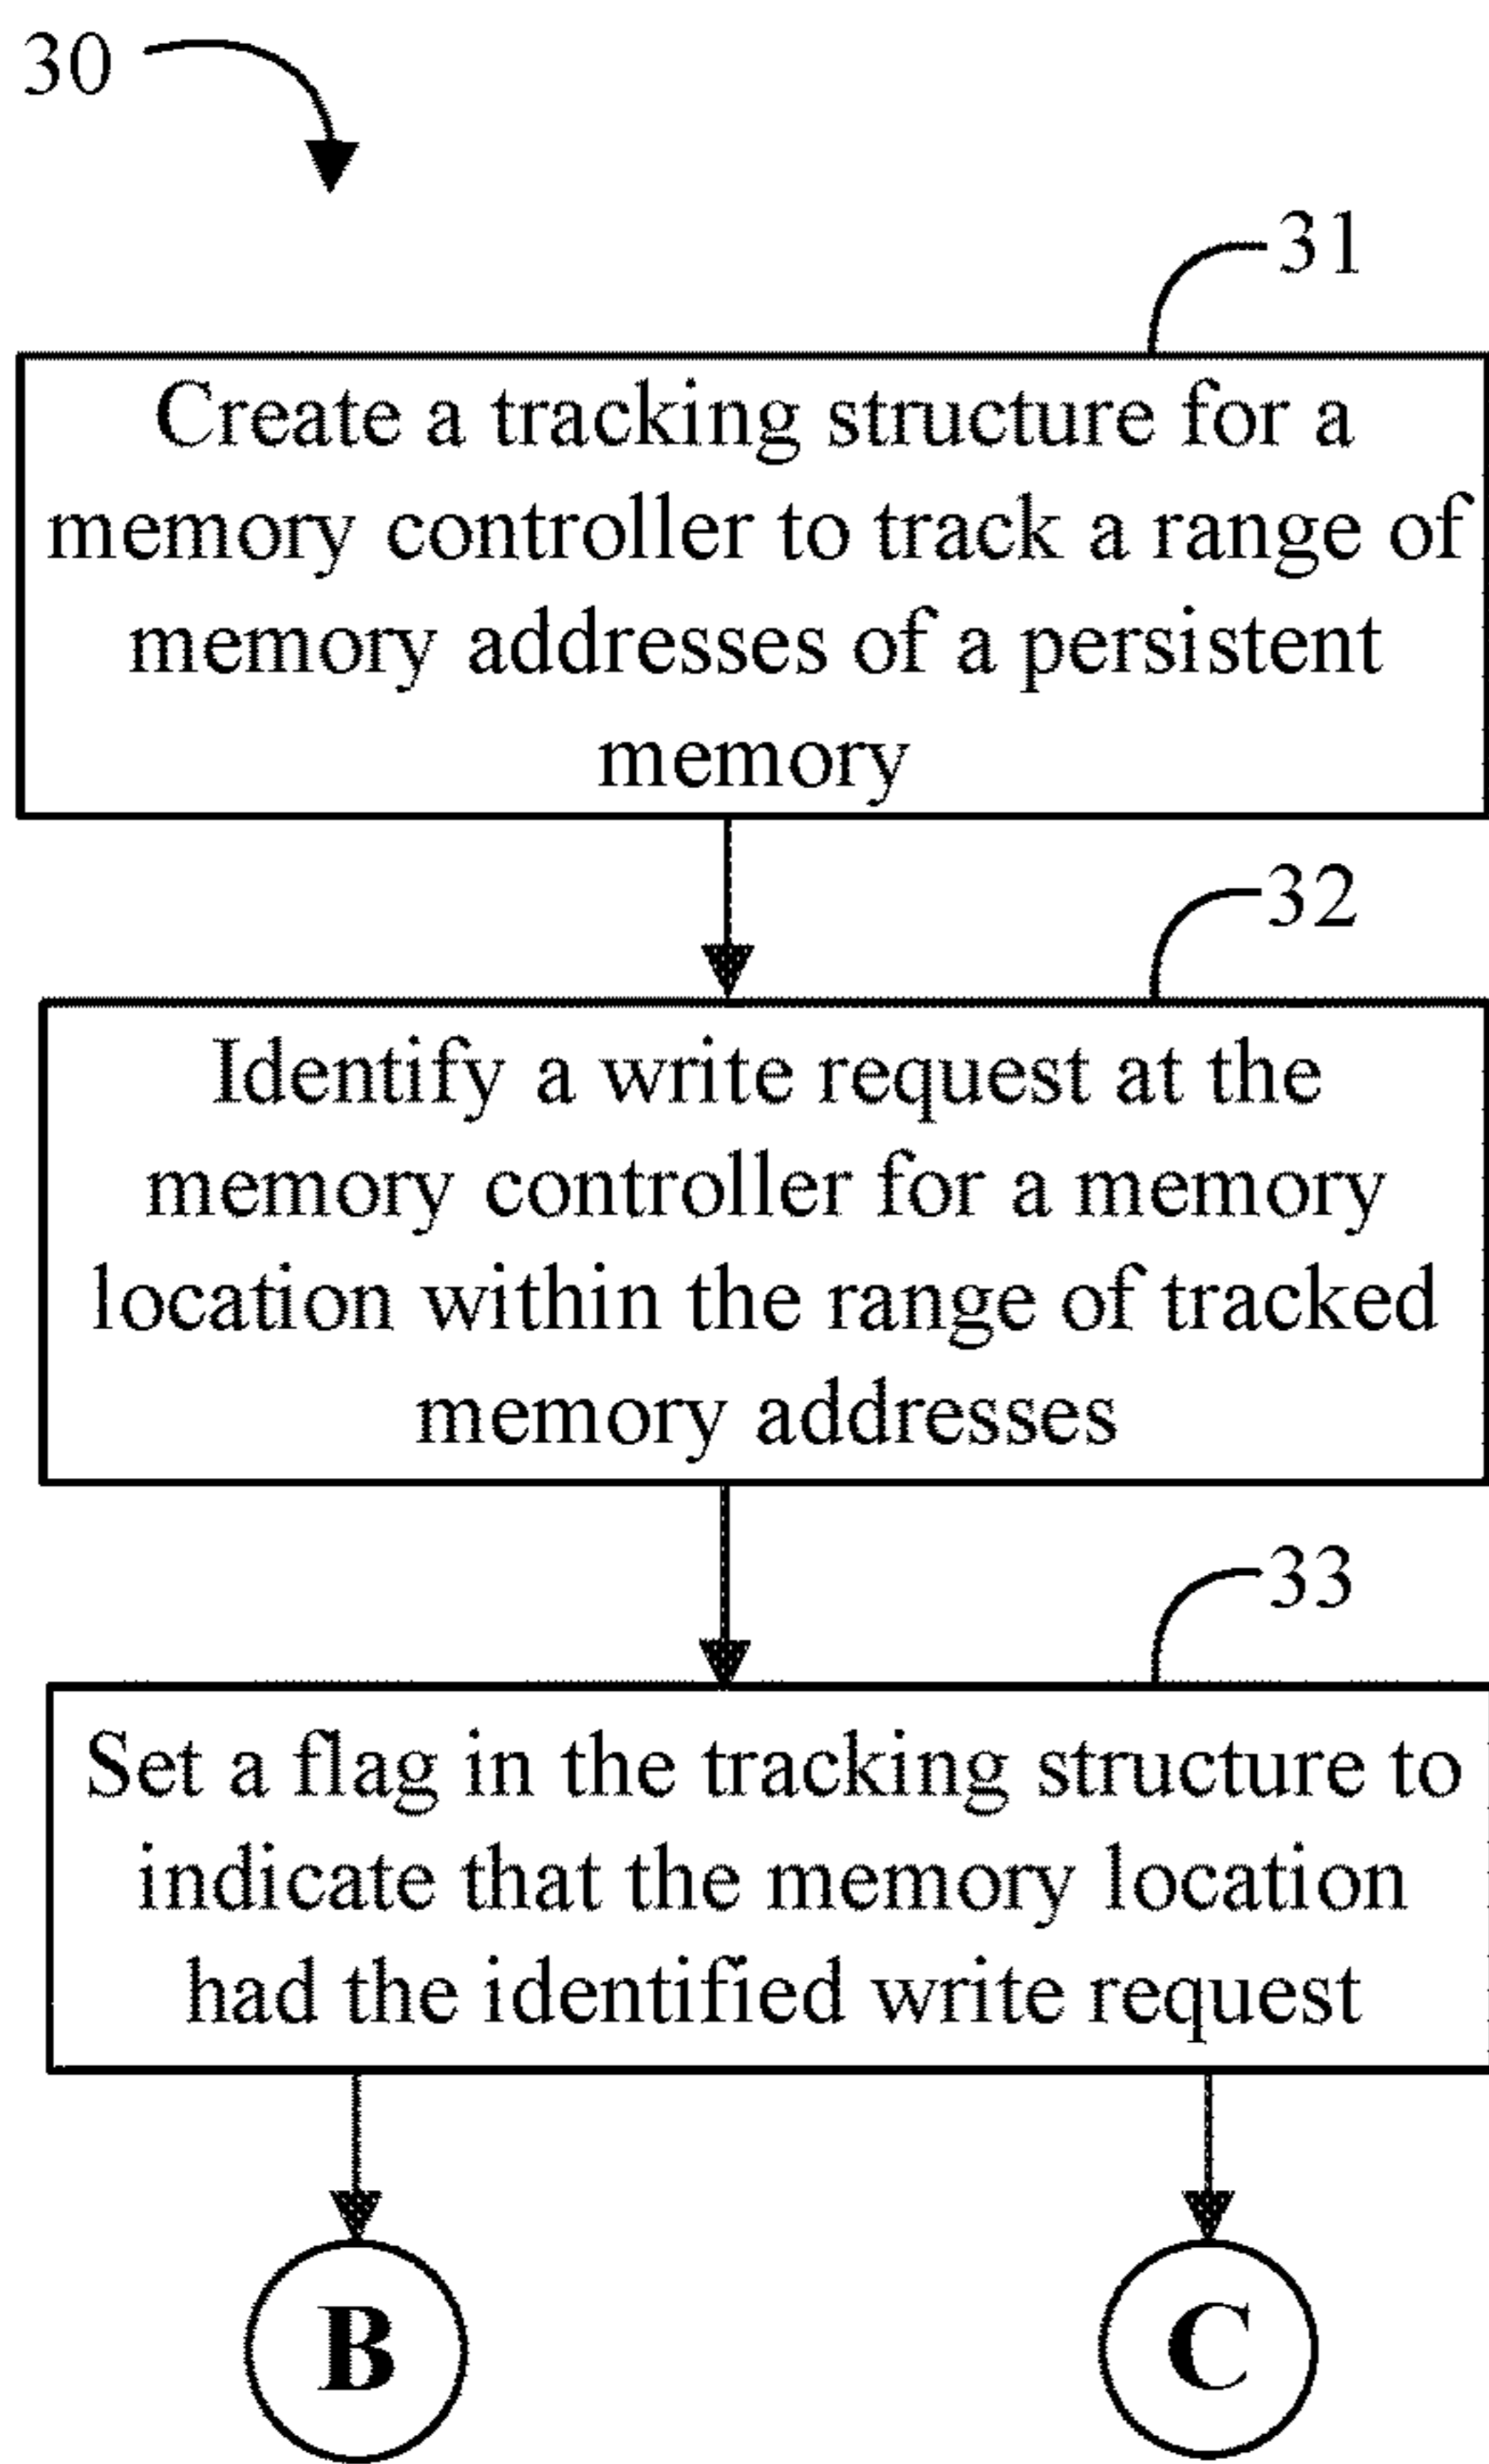 30
31
Create a tracking structure for a
memory controller to track a range of
memory addresses of a persistent
memory
32
Identify a write request at the
memory controller for a memory
location within the range of tracked
memory addresses
33
Set a flag in the tracking structure to
indicate that the memory location
had the identified write request
B
C